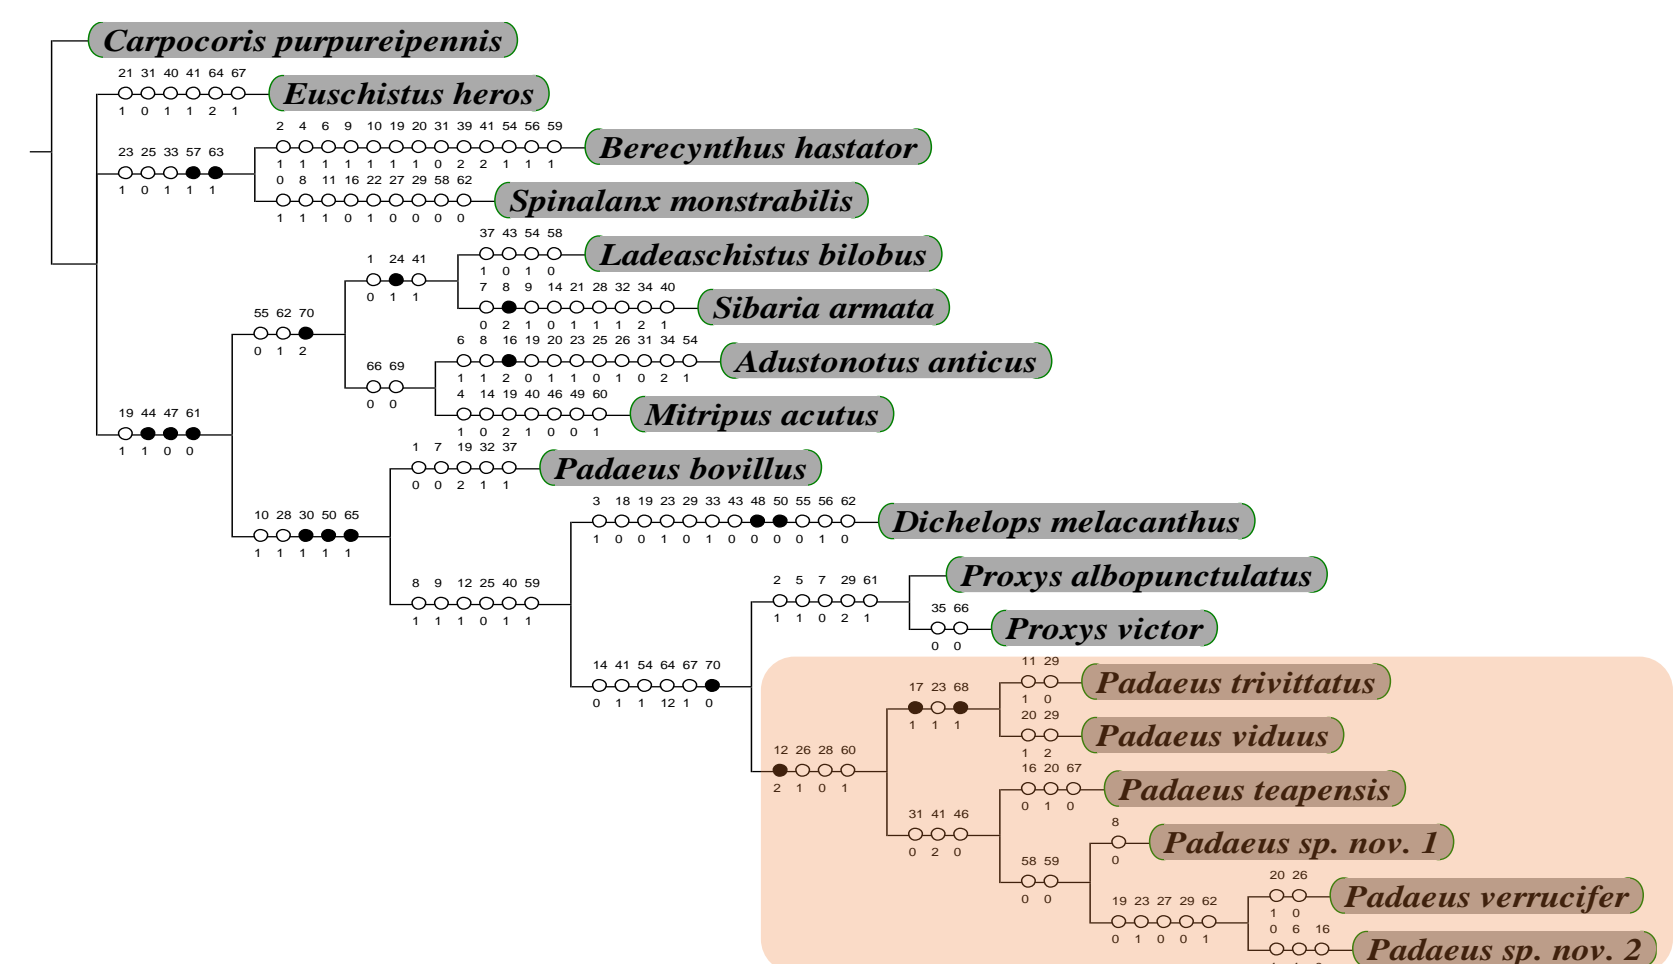 Carpocoris purpureipennis
21 31 40 41 64 67
Euschistus heros
1 0 1 1 2 1
2 4 6 9 10 19 20 31 39 41 54 56 59
Berecynthus hastator
1 1 1 1 1 1 1 0 2 2 1 1 1
23 25 33 57 63
1 0 1 1 1
0 8 11 16 22 27 29 58 62
Spinalanx monstrabilis
1 1 1 0 1 0 0 0 0
37 43 54 58
Ladeaschistus bilobus
1 0 1 0
1 24 41
0 1 1
7 8 9 14 21 28 32 34 40
Sibaria armata
0 2 1 0 1 1 1 2 1
55 62 70
0 1 2
6 8 16 19 20 23 25 26 31 34 54
Adustonotus anticus
1 1 2 0 1 1 0 1 0 2 1
66 69
0 0
4 14 19 40 46 49 60
Mitripus acutus
1 0 2 1 0 0 1
19 44 47 61
1 1 0 0
1 7 19 32 37
Padaeus bovillus
0 0 2 1 1
10 28 30 50 65
1 1 1 1 1
3 18 19 23 29 33 43 48 50 55 56 62
Dichelops melacanthus
1 0 0 1 0 1 0 0 0 0 1 0
8 9 12 25 40 59
1 1 1 0 1 1
2 5 7 29 61
Proxys albopunctulatus
1 1 0 2 1
35 66
Proxys victor
0 0
14 41 54 64 67 70
0 1 1 12 1 0
11 29
Padaeus trivittatus
1 0
17 23 68
1 1 1
20 29
Padaeus viduus
1 2
12 26 28 60
2 1 0 1
16 20 67
Padaeus teapensis
0 1 0
31 41 46
0 2 0
8
Padaeus sp. nov. 1
0
58 59
0 0
20 26
Padaeus verrucifer
1 0
19 23 27 29 62
0 1 0 0 1
0 6 16
Padaeus sp. nov. 2